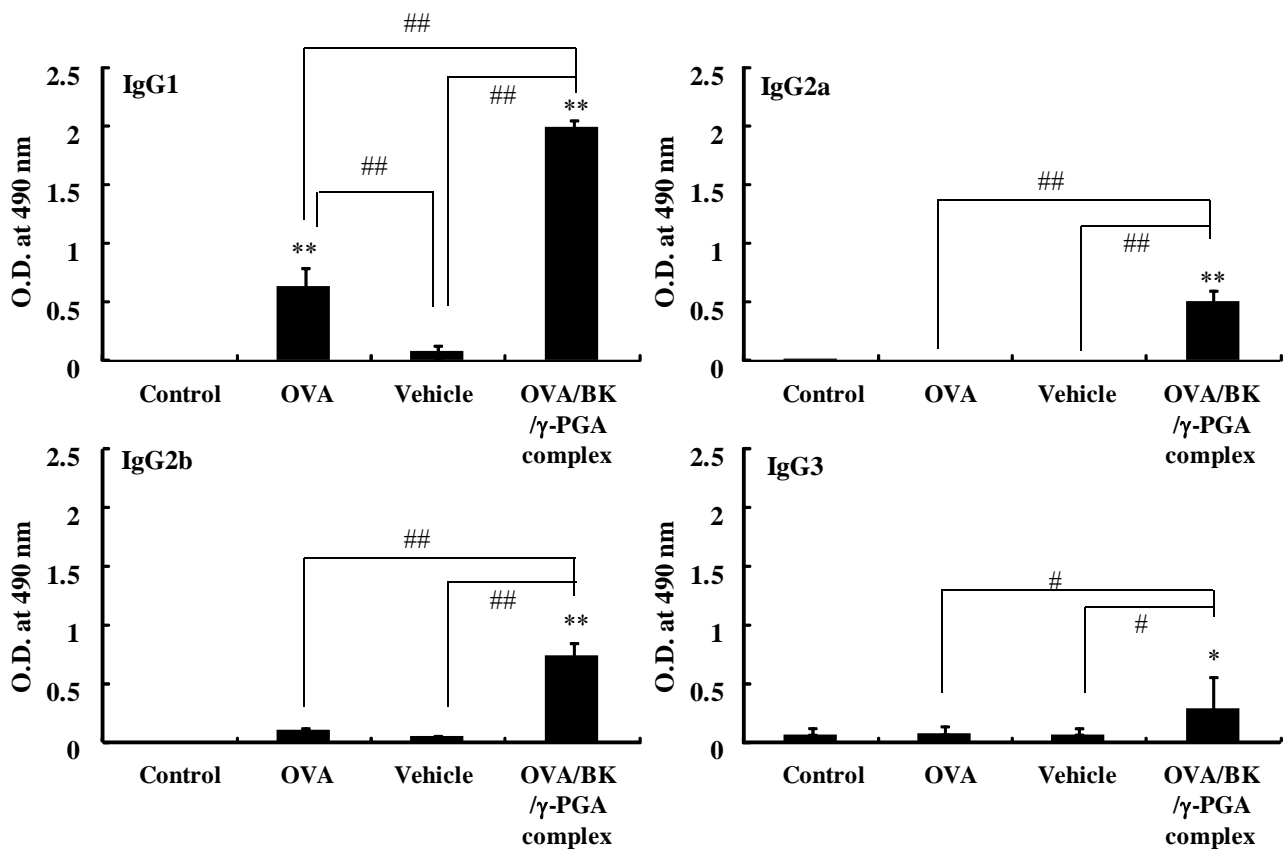 ##
IgG1
##
**
##
**
O.D. at 490 nm
2.5
2
1.5
1
0.5
0
Control
OVA
Vehicle
OVA/BK
/γ-PGA
complex
IgG2a
##
##
**
O.D. at 490 nm
2.5
2
1.5
1
0.5
0
Control
OVA
Vehicle
OVA/BK
/γ-PGA
complex
IgG2b
##
##
**
O.D. at 490 nm
2.5
2
1.5
1
0.5
0
Control
OVA
Vehicle
OVA/BK
/γ-PGA
complex
IgG3
#
#
*
O.D. at 490 nm
2.5
2
1.5
1
0.5
0
Control
OVA
Vehicle
OVA/BK
/γ-PGA
complex